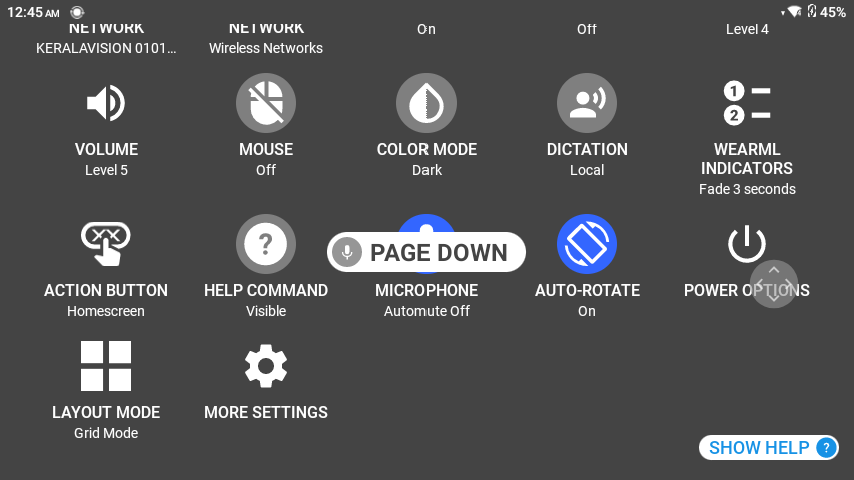 12:45 AM
45%
NETWORK
NETWORK
KERALAVISION 0101...
Wireless Networks
On
Off
Level 4
1
2
VOLUME
MOUSE
COLOR MODE
DICTATION
WEARML
INDICATORS
Level 5
Off
Dark
Local
Fade 3 seconds
?
PAGE DOWN
ACTION BUTTON
HELP COMMAND
MICROPHONE
AUTO-ROTATE
POWER OPTIONS
Homescreen
Visible
Automute Off
On
LAYOUT MODE
MORE SETTINGS
Grid Mode
SHOW HELP ?